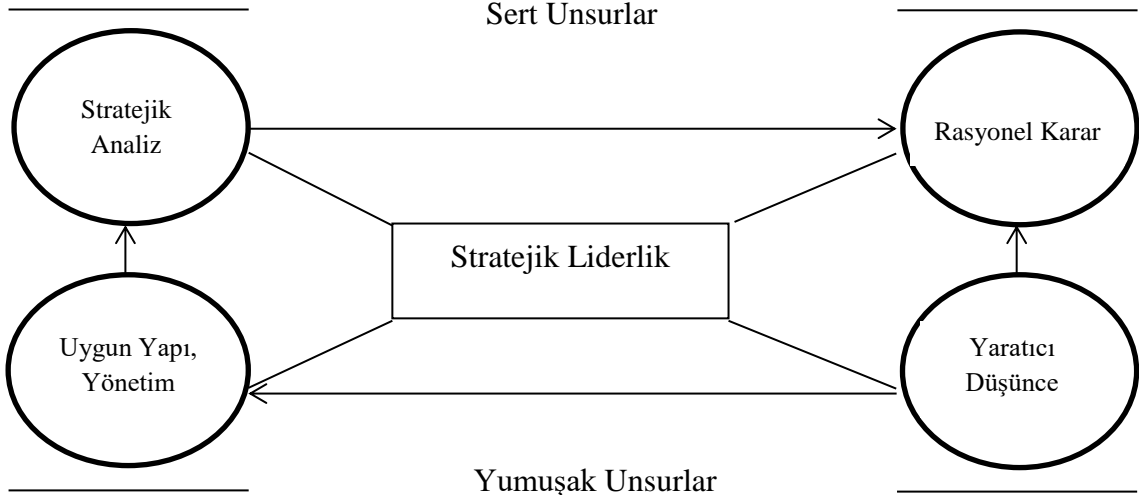 Sert Unsurlar
Stratejik
Analiz
Rasyonel Karar
Stratejik Liderlik
Uygun Yapı,
Yönetim
Yaratıcı
Düşünce
Yumuşak Unsurlar